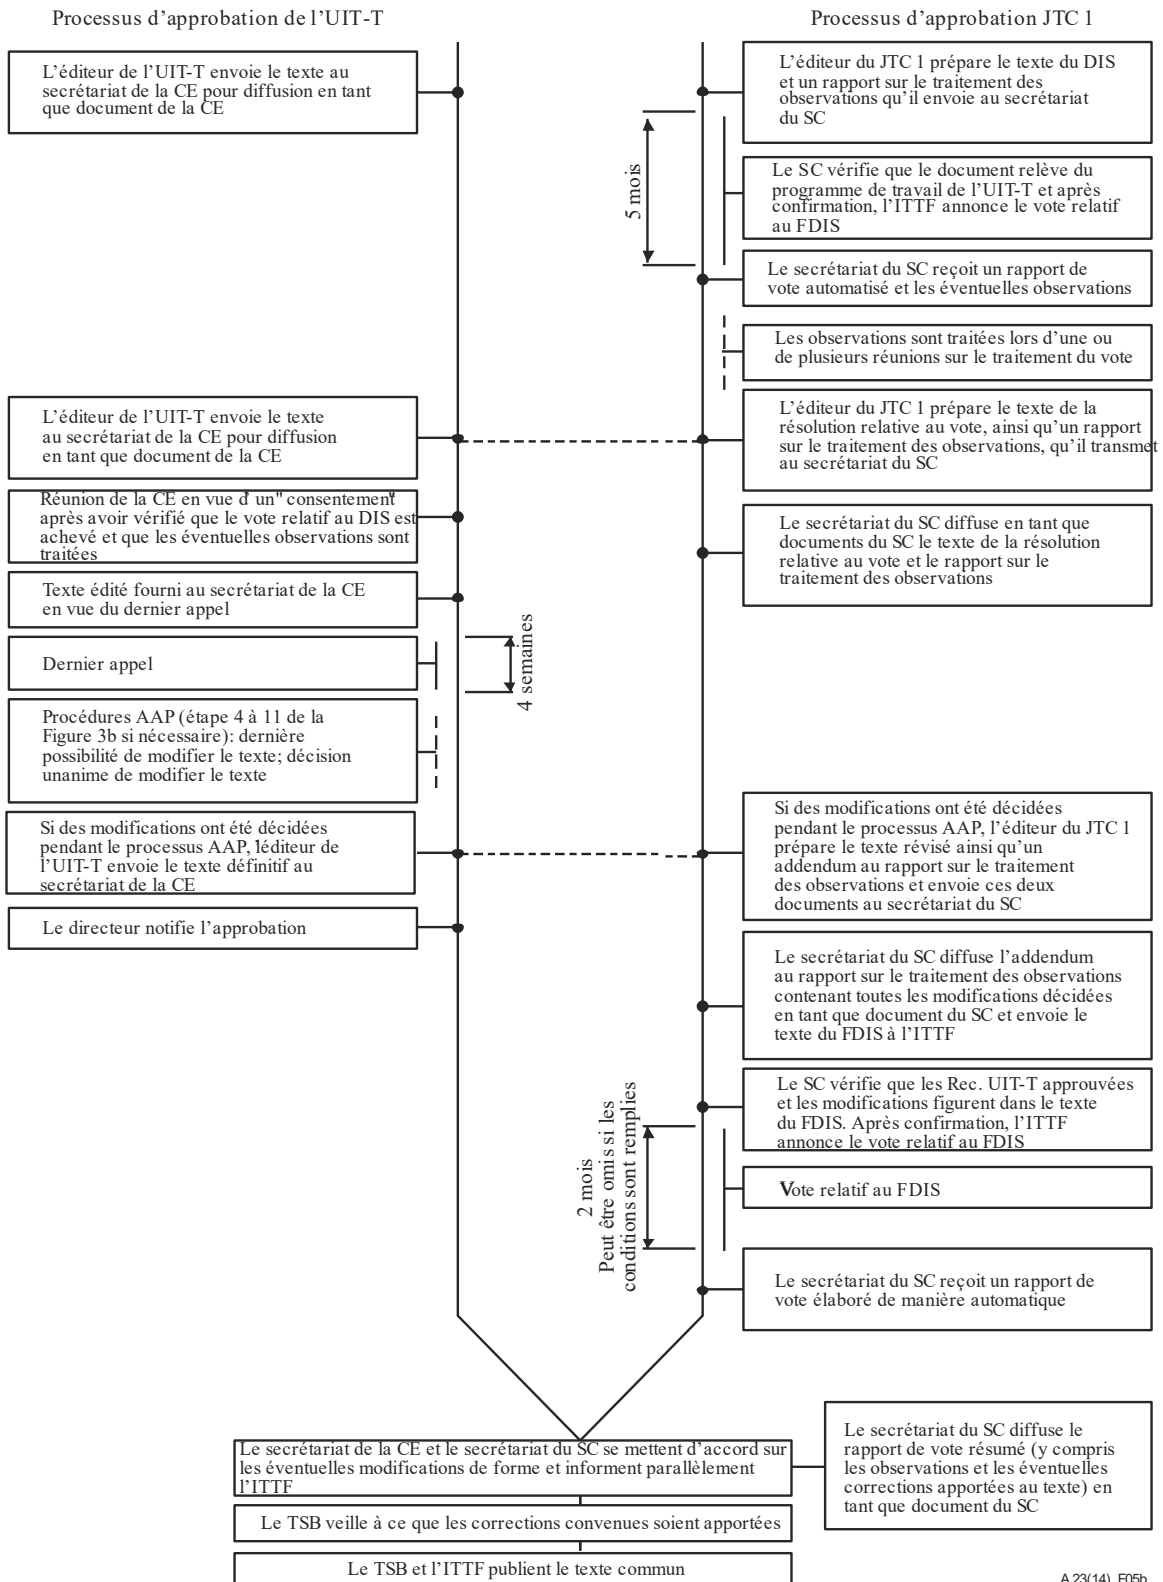 Processus d'approbation de l'UIT-T
L'éditeur de l'UIT-T envoie le texte au
secrétariat de la CE pour diffusion en tant
que document de la CE
L'éditeur de l'UIT-T envoie le texte
au secrétariat de la CE pour diffusion
en tant que document de la CE
Réunion de la CE en vue d'un" consentement"
après avoir vérifié que le vote relatif au DIS est
achevé et que les éventuelles observations sont
traitées
Texte édité fourni au secrétariat de la CE
en vue du dernier appel
Dernier appel
4 semaines
Procédures AAP (étape 4 à 11 de la
Figure 3b si nécessaire): dernière
possibilité de modifier le texte; décision
unanime de modifier le texte
Si des modifications ont été décidées
pendant le processus AAP, l'éditeur de
l'UIT-T envoie le texte définitif au
secrétariat de la CE
Le directeur notifie l'approbation
Processus d'approbation JTC 1
L'éditeur du JTC 1 prépare le texte du DIS
et un rapport sur le traitement des
observations qu'il envoie au secrétariat
du SC
5 mois
Le SC vérifie que le document relève du
programme de travail de l'UIT-T et après
confirmation, l'ITTF annonce le vote relatif
au FDIS
Le secrétariat du SC reçoit un rapport de
vote automatisé et les éventuelles observations
Les observations sont traitées lors d'une ou
de plusieurs réunions sur le traitement du vote
L'éditeur du JTC 1 prépare le texte de la
résolution relative au vote, ainsi qu'un rapport
sur le traitement des observations, qu'il transmet
au secrétariat du SC
Le secrétariat du SC diffuse en tant que
documents du SC le texte de la résolution
relative au vote et le rapport sur le
traitement des observations
Si des modifications ont été décidées
pendant le processus AAP, l'éditeur du JTC 1
prépare le texte révisé ainsi qu'un
addendum au rapport sur le traitement
des observations et envoie ces deux
documents au secrétariat du SC
Le secrétariat du SC diffuse l'addendum
au rapport sur le traitement des observations
contenant toutes les modifications décidées
en tant que document du SC et envoie le
texte du FDIS à l'ITTF
Le SC vérifie que les Rec. UIT-T approuvées
et les modifications figurent dans le texte
du FDIS. Après confirmation, l'ITTF
annonce le vote relatif au FDIS
2 mois
Peut être omis si les
conditions sont remplies
Vote relatif au FDIS
Le secrétariat du SC reçoit un rapport de
vote élaboré de manière automatique
Le secrétariat de la CE et le secrétariat du SC se mettent d'accord sur
les éventuelles modifications de forme et informent parallèlement
l'ITTF
Le secrétariat du SC diffuse le
rapport de vote résumé (y compris
les observations et les éventuelles
corrections apportées au texte) en
tant que document du SC
Le TSB veille à ce que les corrections convenues soient apportées
Le TSB et l'ITTF publient le texte commun
A.23(14)_F05b